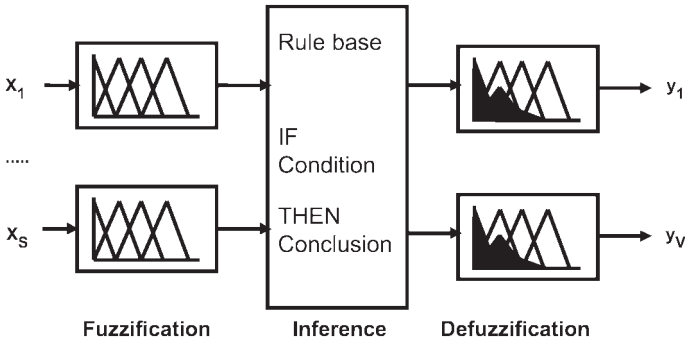 Rule base
x1
y1
.....
IF
Condition
THEN
Conclusion
xS
yV
Fuzzification
Inference
Defuzzification